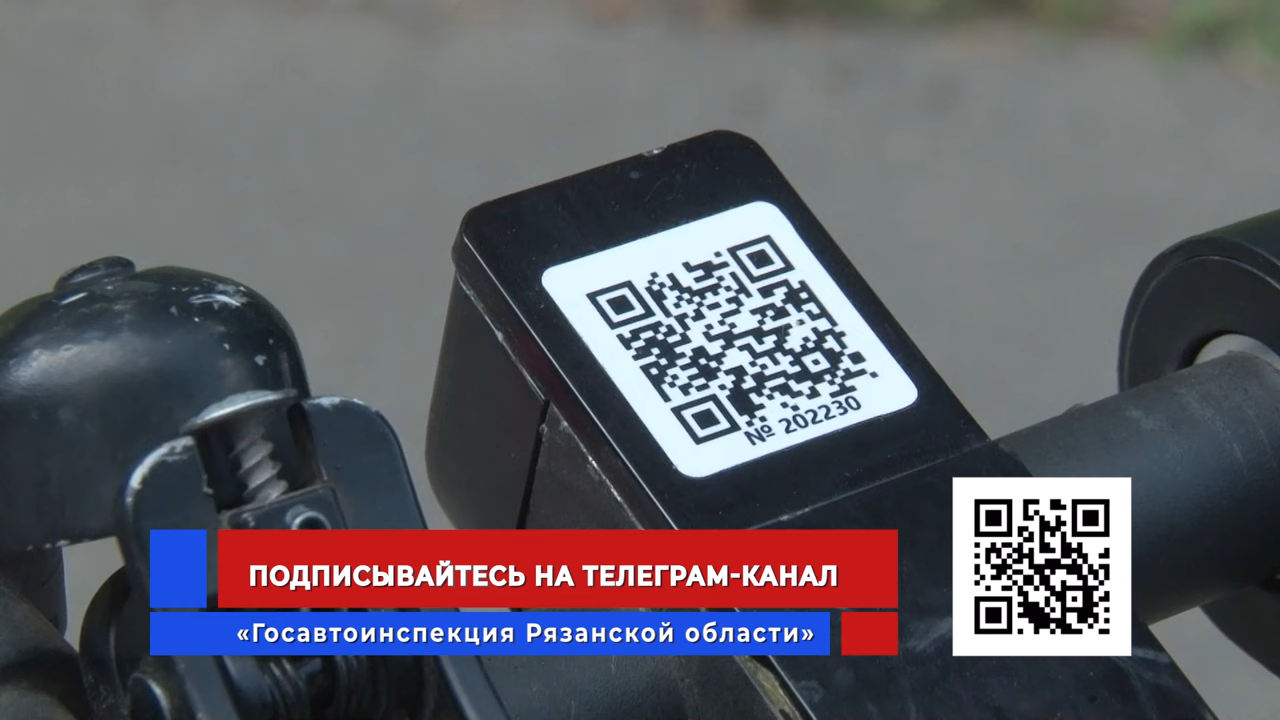 № 202230
ПОДПИСЫВАЙТЕСЬ НА ТЕЛЕГРАМ-КАНАЛ
«Госавтоинспекция Рязанской области»